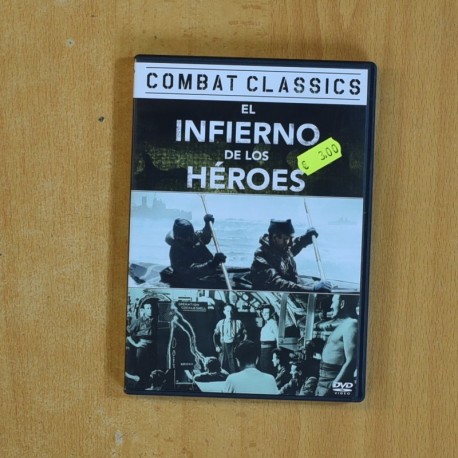 COMBAT CLASSICS
EL
INFIERNO
DE LOS
HÉROES
€ 3,00
DVD
VIDEO